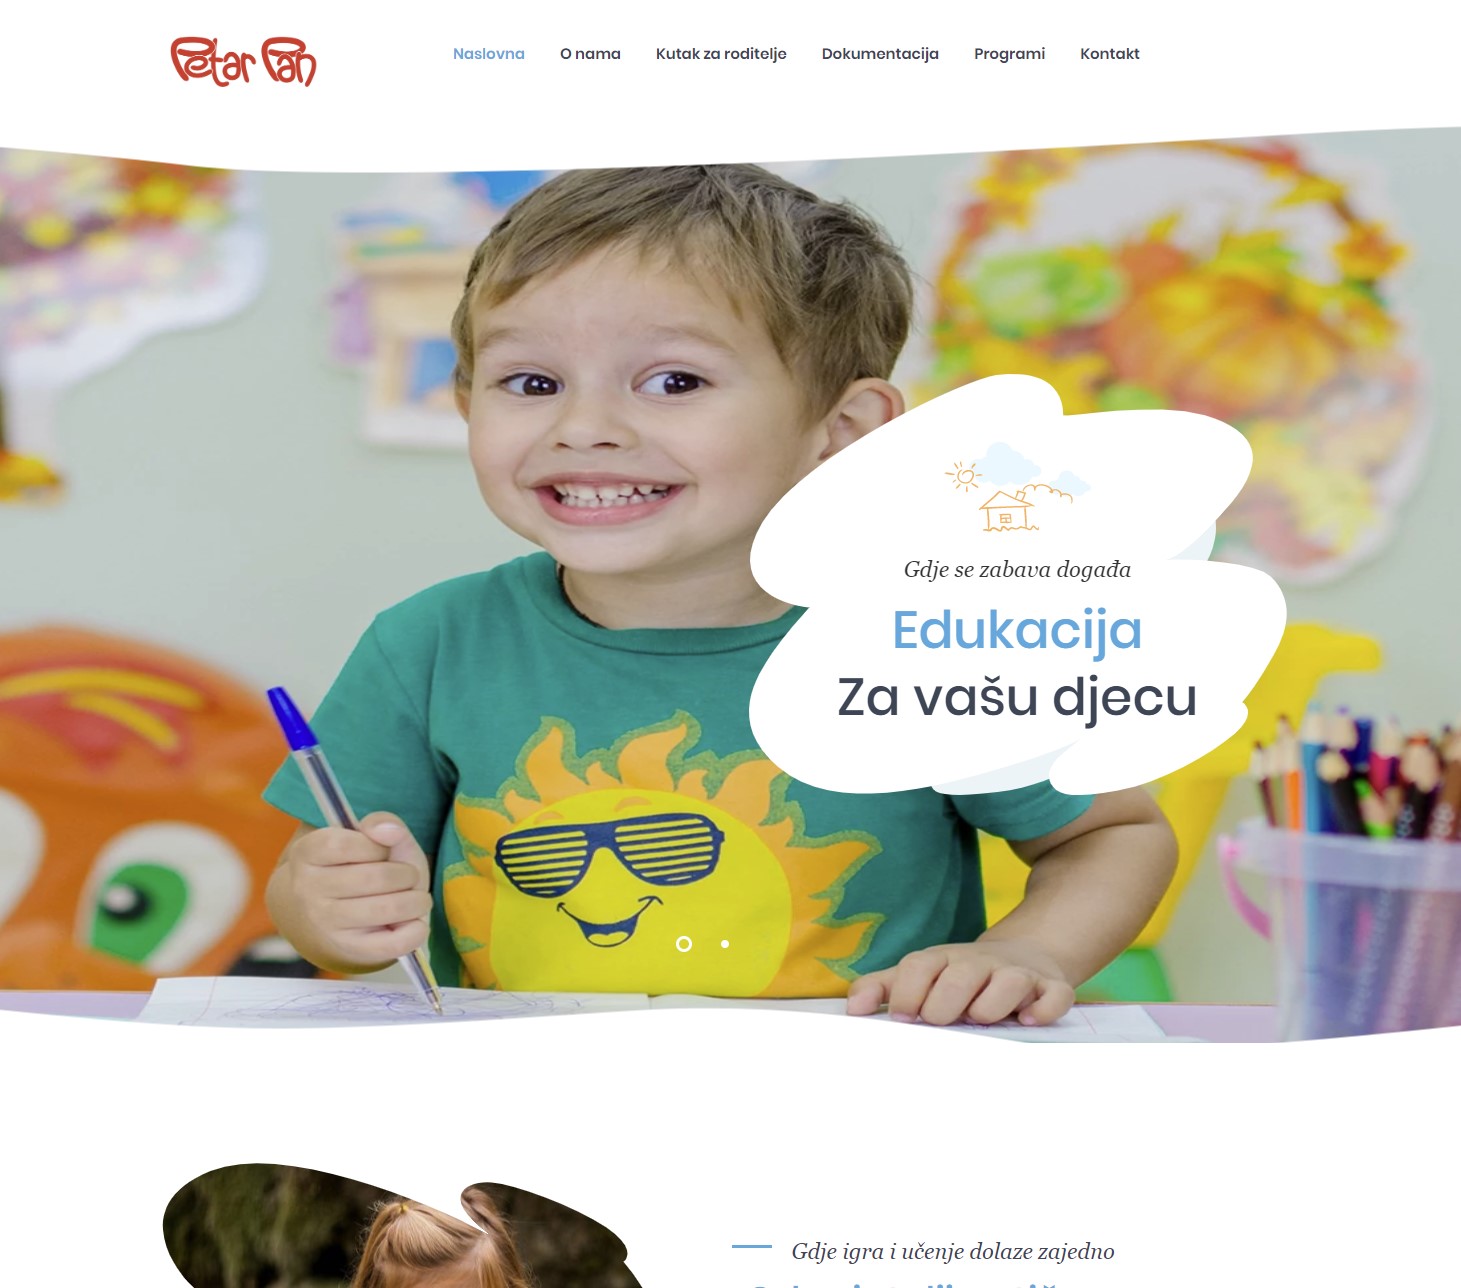 Petar Pan
Naslovna
O nama
Kutak za roditelje
Dokumentacija
Programi
Kontakt
Gdje se zabava događa
Edukacija
Za vašu djecu
Gdje igra i učenje dolaze zajedno